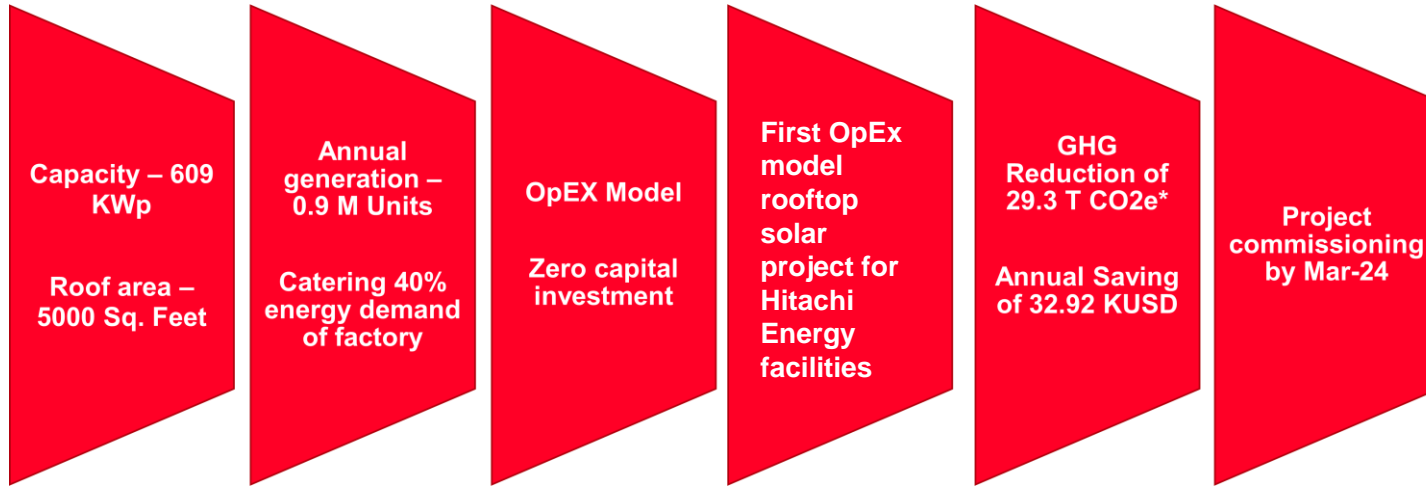 Capacity – 609
KWp
Roof area –
5000 Sq. Feet
Annual
generation –
0.9 M Units
Catering 40%
energy demand
of factory
OpEX Model
Zero capital
investment
First OpEx
model
rooftop
solar
project for
Hitachi
Energy
facilities
GHG
Reduction of
29.3 T CO2e*
Annual Saving
of 32.92 KUSD
Project
commissioning
by Mar-24